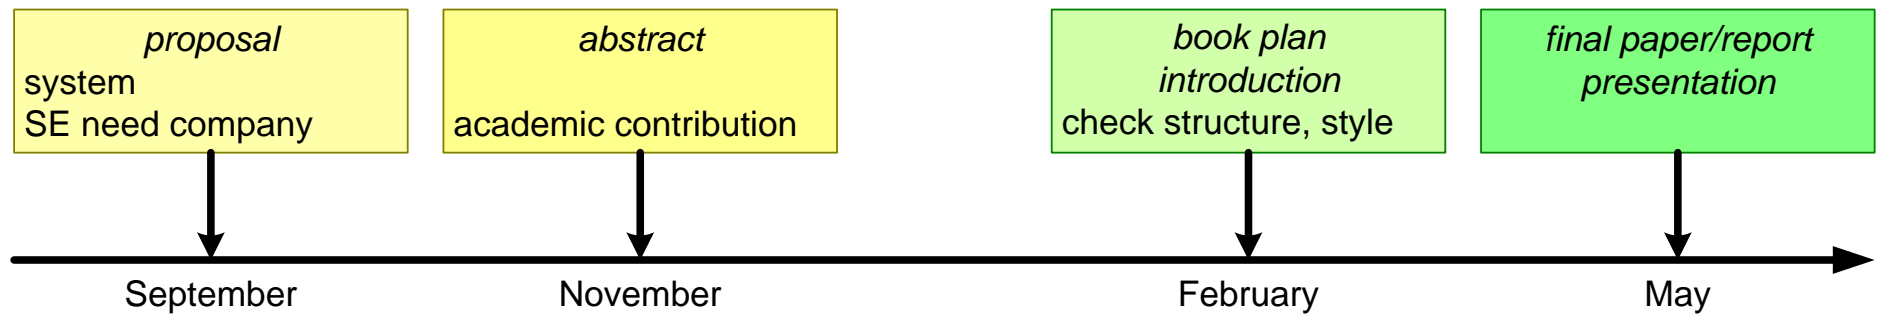 proposal
system
SE need company
abstract
academic contribution
book plan
introduction
check structure, style
final paper/report
presentation
September
November
February
May